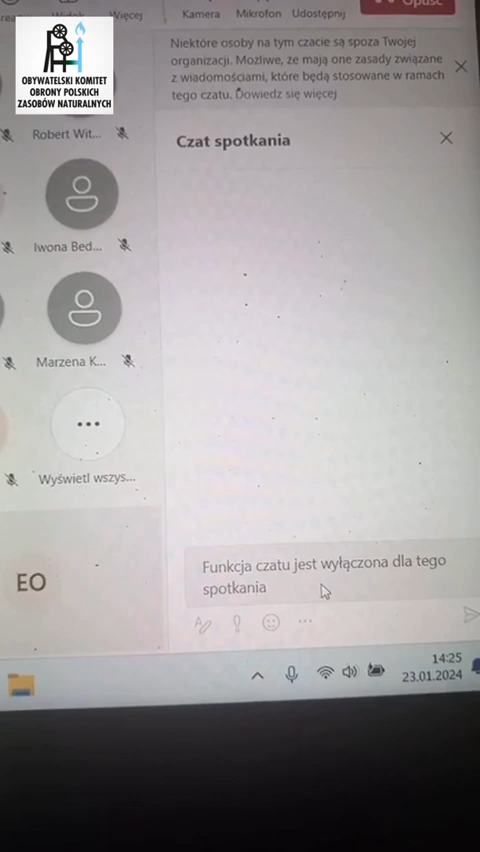 Więcej
Kamera Mikrofon Udostępnij
Opuść
OBYWATELSKI KOMITET
OBRONY POLSKICH
ZASOBÓW NATURALNYCH
Niektóre osoby na tym czacie są spoza Twojej
organizacji. Możliwe, że mają one zasady związane
z wiadomościami, które będą stosowane w ramach
tego czatu. Dowiedz się więcej
Czat spotkania
Robert Wit...
Iwona Bed...
Marzena K...
Wyświetl wszys...
EO
Funkcja czatu jest wyłączona dla tego
spotkania
14:25
23.01.2024